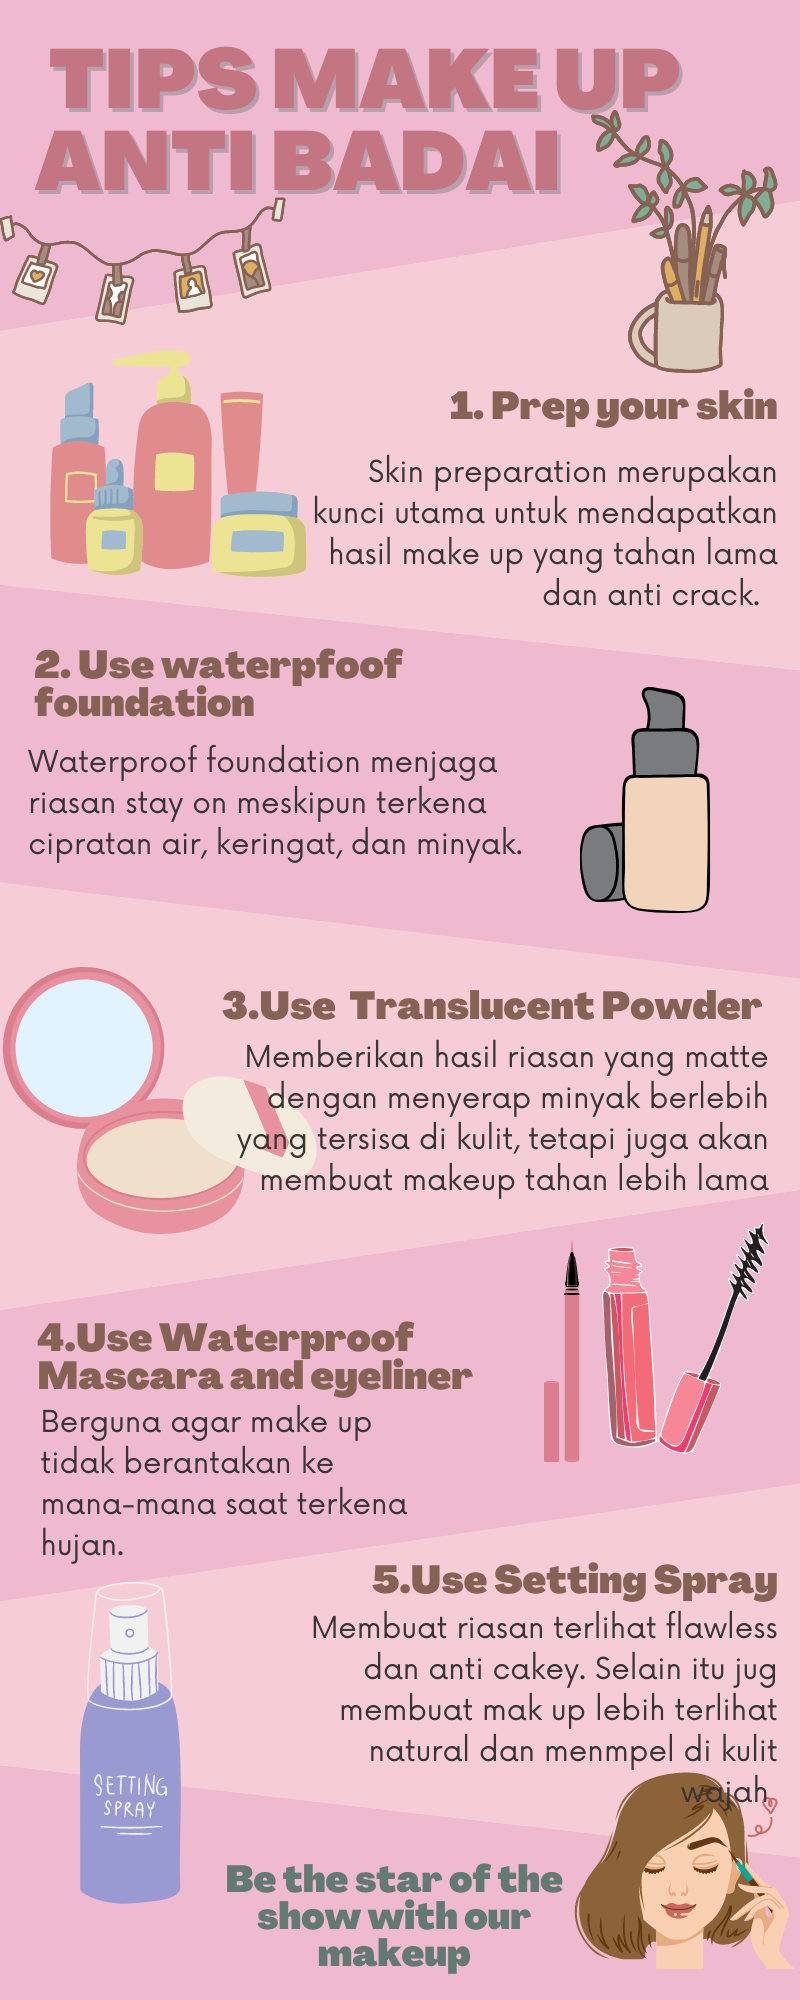 TIPS MAKE UP
ANTI BADAI
1. Prep your skin
Skin preparation merupakan
kunci utama untuk mendapatkan
hasil make up yang tahan lama
dan anti crack.
2. Use waterpfoof
foundation
Waterproof foundation menjaga
riasan stay on meskipun terkena
cipratan air, keringat, dan minyak.
3.Use Translucent Powder
Memberikan hasil riasan yang matte
dengan menyerap minyak berlebih
yang tersisa di kulit, tetapi juga akan
membuat makeup tahan lebih lama
4.Use Waterproof
Mascara and eyeliner
Berguna agar make up
tidak berantakan ke
mana-mana saat terkena
hujan.
5.Use Setting Spray
Membuat riasan terlihat flawless
dan anti cakey. Selain itu jug
membuat mak up lebih terlihat
natural dan menmpel di kulit
wajah.
SETTING
SPRAY
Be the star of the
show with our
makeup